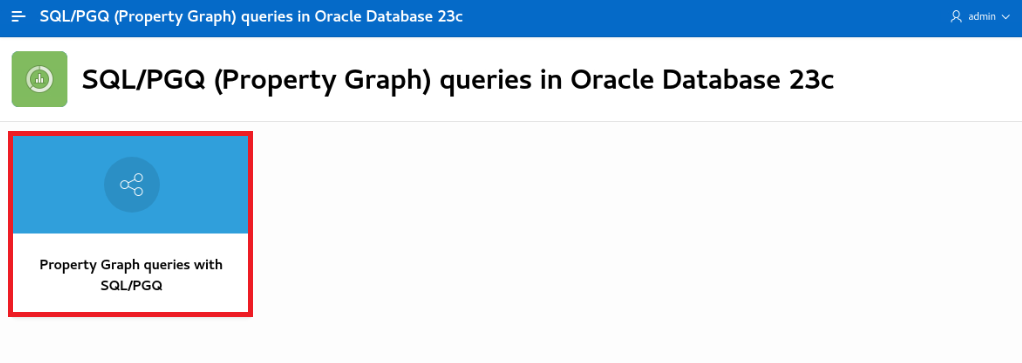 SQL/PGQ (Property Graph) queries in Oracle Database 23c
admin
SQL/PGQ (Property Graph) queries in Oracle Database 23c
Property Graph queries with
SQL/PGQ